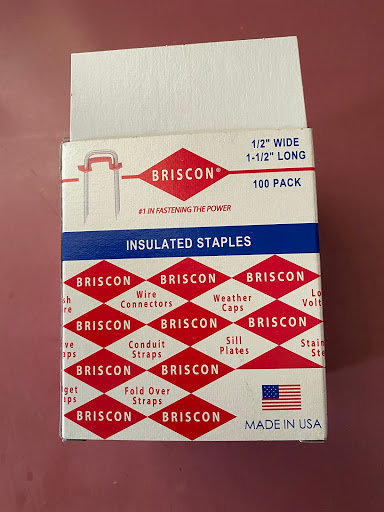 1/2" WIDE
1-1/2" LONG
BRISCON®
100 PACK
#1 IN FASTENING THE POWER
INSULATED STAPLES
BRISCON BRISCON BRISCON
Wire Connectors
Weather Caps
BRISCON BRISCON BRISCON
Conduit Straps
Sill Plates
BRISCON BRISCON
Fold Over Straps
BRISCON BRISCON
MADE IN USA